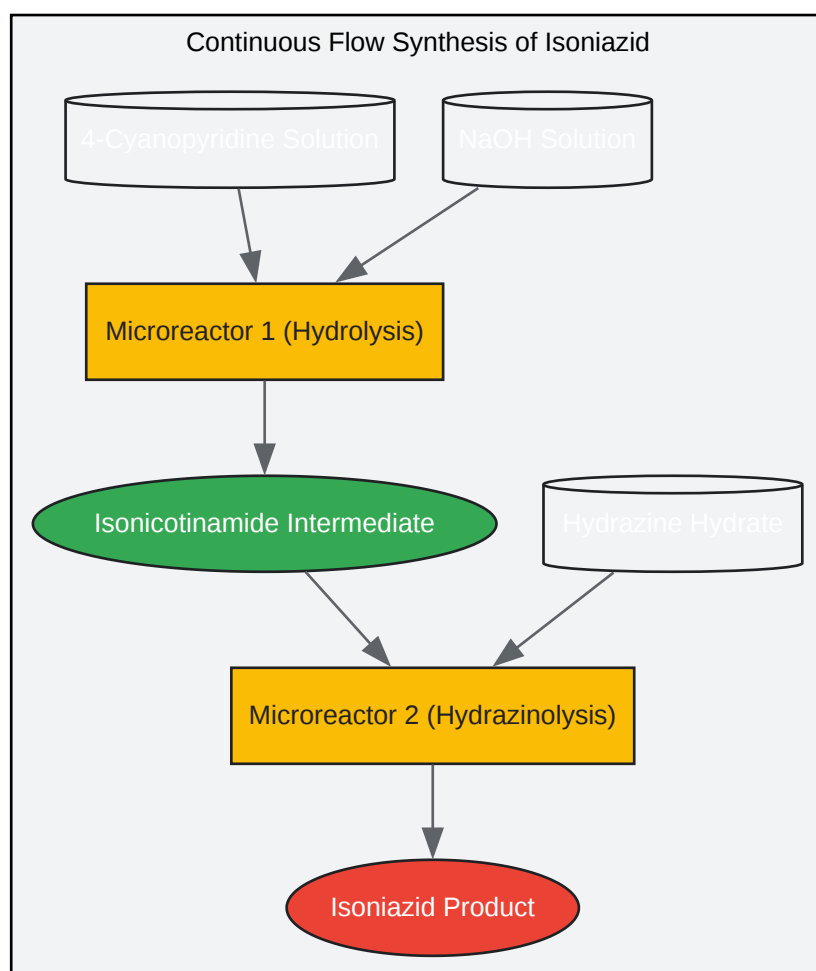 Continuous Flow Synthesis of Isoniazid
4-Cyanopyridine Solution
NaOH Solution
Microreactor 1 (Hydrolysis)
Isonicotinamide Intermediate
Hydrazine Hydrate
Microreactor 2 (Hydrazinolysis)
Isoniazid Product